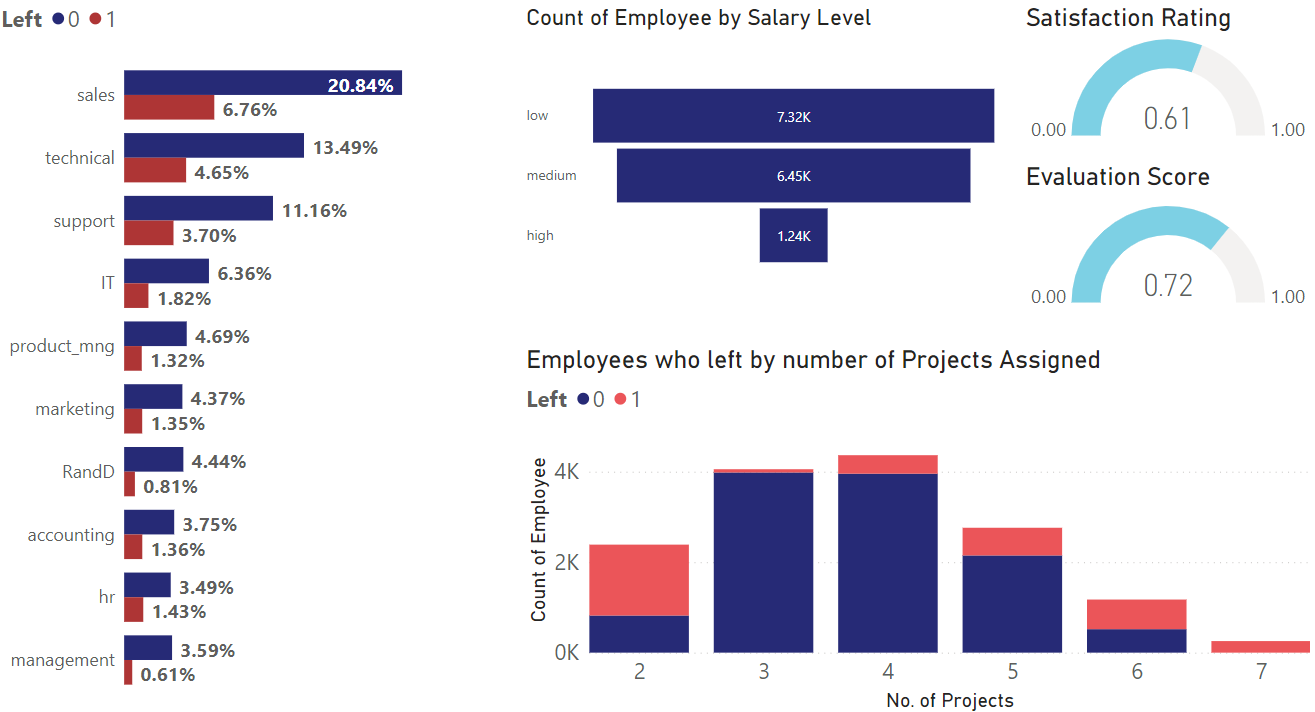 Left 0 1
sales 20.84%
6.76%
technical 13.49%
4.65%
support 11.16%
3.70%
IT 6.36%
1.82%
product_mng 4.69%
1.32%
marketing 4.37%
1.35%
RandD 4.44%
0.81%
accounting 3.75%
1.36%
hr 3.49%
1.43%
management 3.59%
0.61%
Count of Employee by Salary Level
low 7.32K
medium 6.45K
high 1.24K
Satisfaction Rating
0.61
0.00 1.00
Evaluation Score
0.72
0.00 1.00
Employees who left by number of Projects Assigned
Left 0 1
Count of Employee
4K
2K
0K
2 3 4 5 6 7
No. of Projects